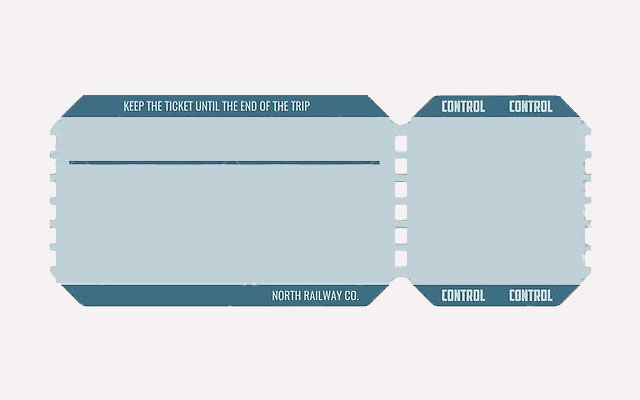 KEEP THE TICKET UNTIL THE END OF THE TRIP
CONTROL CONTROL
NORTH RAILWAY CO.
CONTROL CONTROL